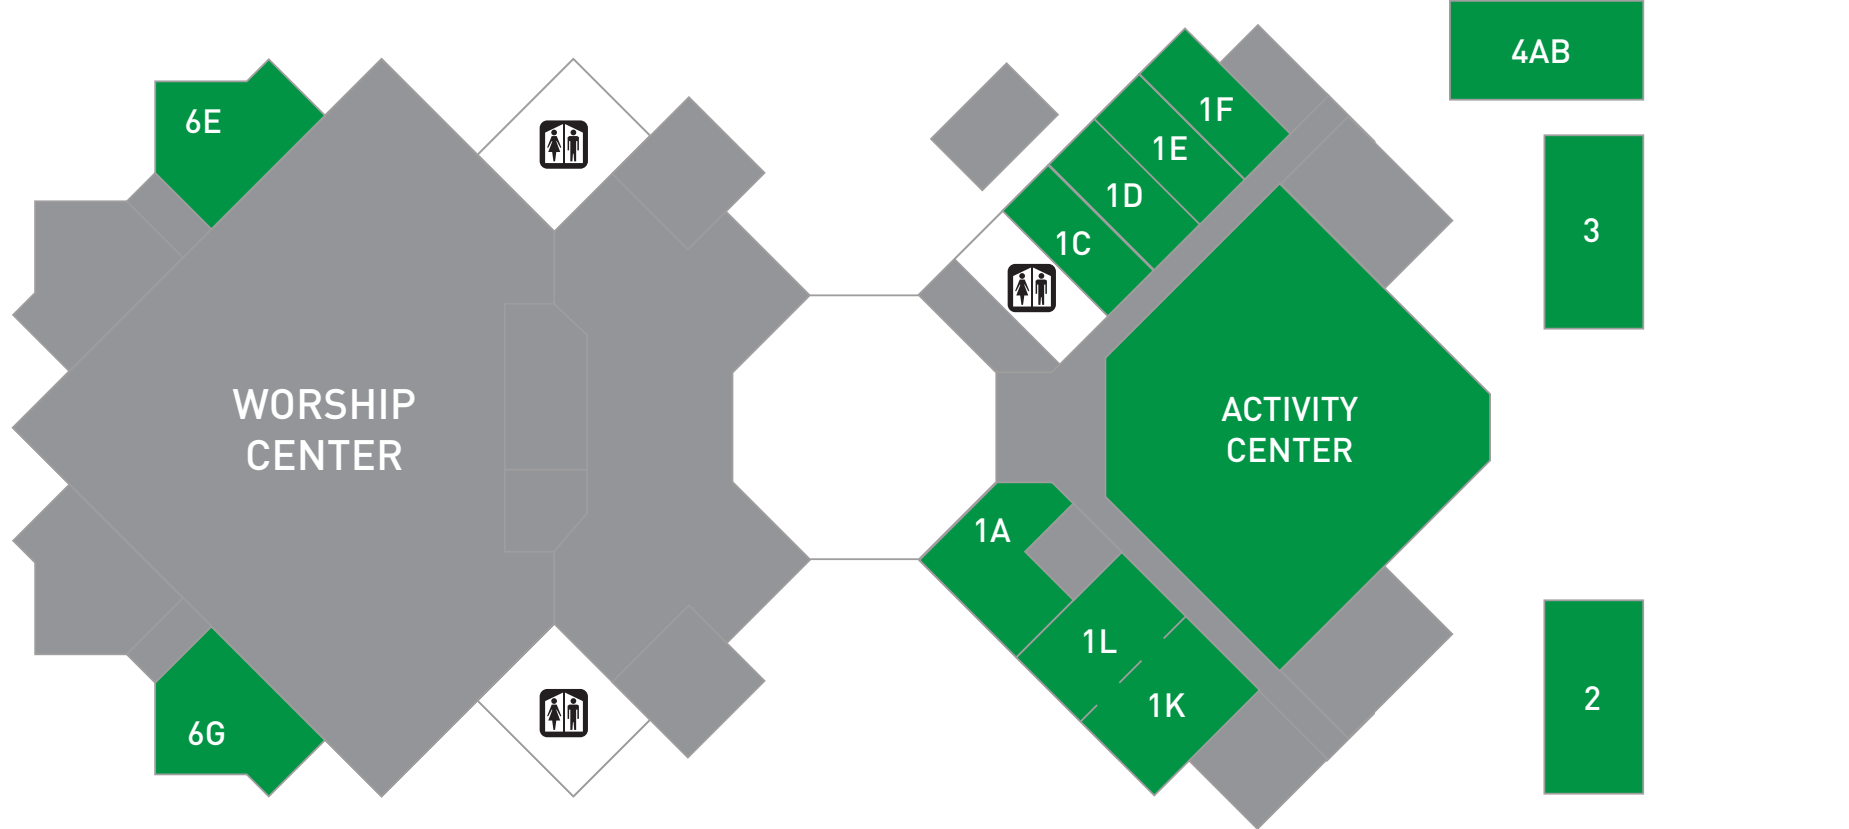 4AB
6E
1F
1E
1D
3
1C
WORSHIP
CENTER
ACTIVITY
CENTER
1A
1L
2
1K
6G